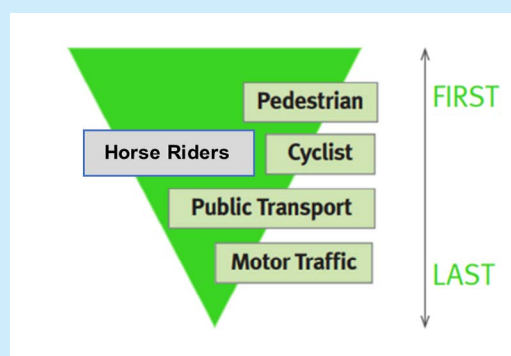 Pedestrian
FIRST
Horse Riders
Cyclist
Public Transport
Motor Traffic
LAST